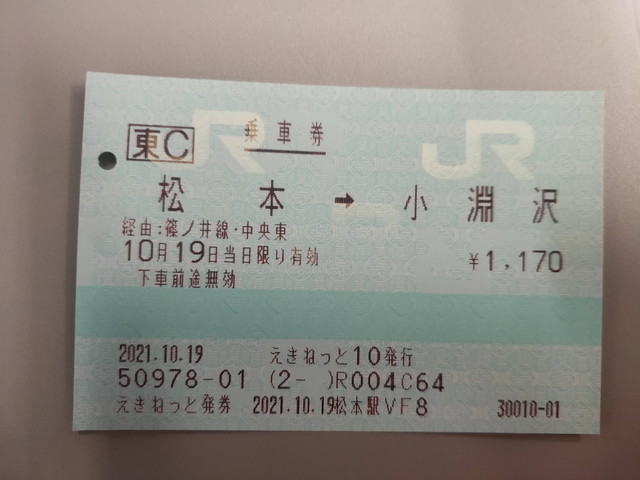 東C 乗車券
松本 → 小淵沢
経由:篠ノ井線・中央東
10月19日当日限り有効 ¥1,170
下車前途無効
2021.10.19 えきねっと10発行
50978-01 (2- )R004C64
えきねっと発券 2021.10.19松本駅VF8 30010-01